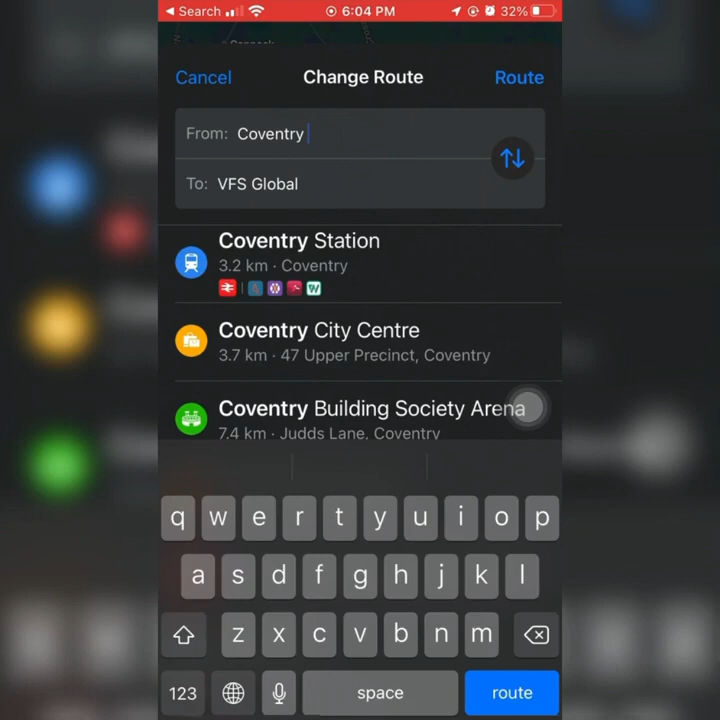 Search 6:04 PM 32%
Cancel Change Route Route
From: Coventry
To: VFS Global
Coventry Station
3.2 km · Coventry
Coventry City Centre
3.7 km · 47 Upper Precinct, Coventry
Coventry Building Society Arena
7.4 km · Judds Lane, Coventry
q w e r t y u i o p
a s d f g h j k l
z x c v b n m
123 space route